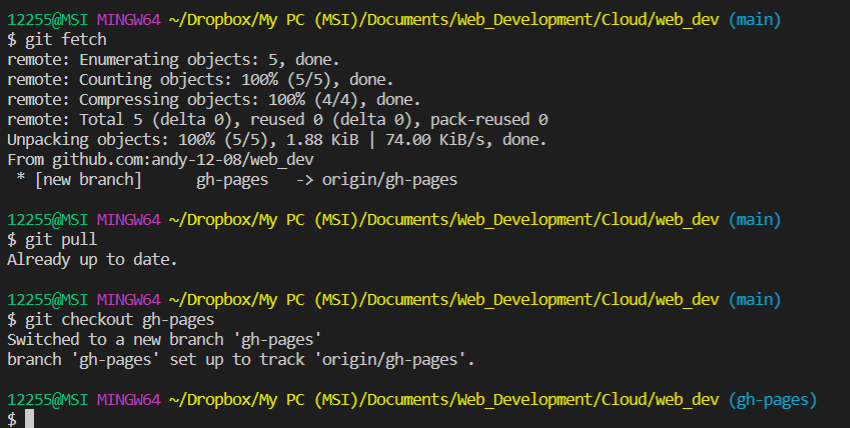 12255@MSI MINGW64 ~/Dropbox/My PC (MSI)/Documents/Web_Development/Cloud/web_dev (main)
$ git fetch
remote: Enumerating objects: 5, done.
remote: Counting objects: 100% (5/5), done.
remote: Compressing objects: 100% (4/4), done.
remote: Total 5 (delta 0), reused 0 (delta 0), pack-reused 0
Unpacking objects: 100% (5/5), 1.88 KiB | 74.00 KiB/s, done.
From github.com:andy-12-08/web_dev
 * [new branch]      gh-pages   -> origin/gh-pages
12255@MSI MINGW64 ~/Dropbox/My PC (MSI)/Documents/Web_Development/Cloud/web_dev (main)
$ git pull
Already up to date.
12255@MSI MINGW64 ~/Dropbox/My PC (MSI)/Documents/Web_Development/Cloud/web_dev (main)
$ git checkout gh-pages
Switched to a new branch 'gh-pages'
branch 'gh-pages' set up to track 'origin/gh-pages'.
12255@MSI MINGW64 ~/Dropbox/My PC (MSI)/Documents/Web_Development/Cloud/web_dev (gh-pages)
$